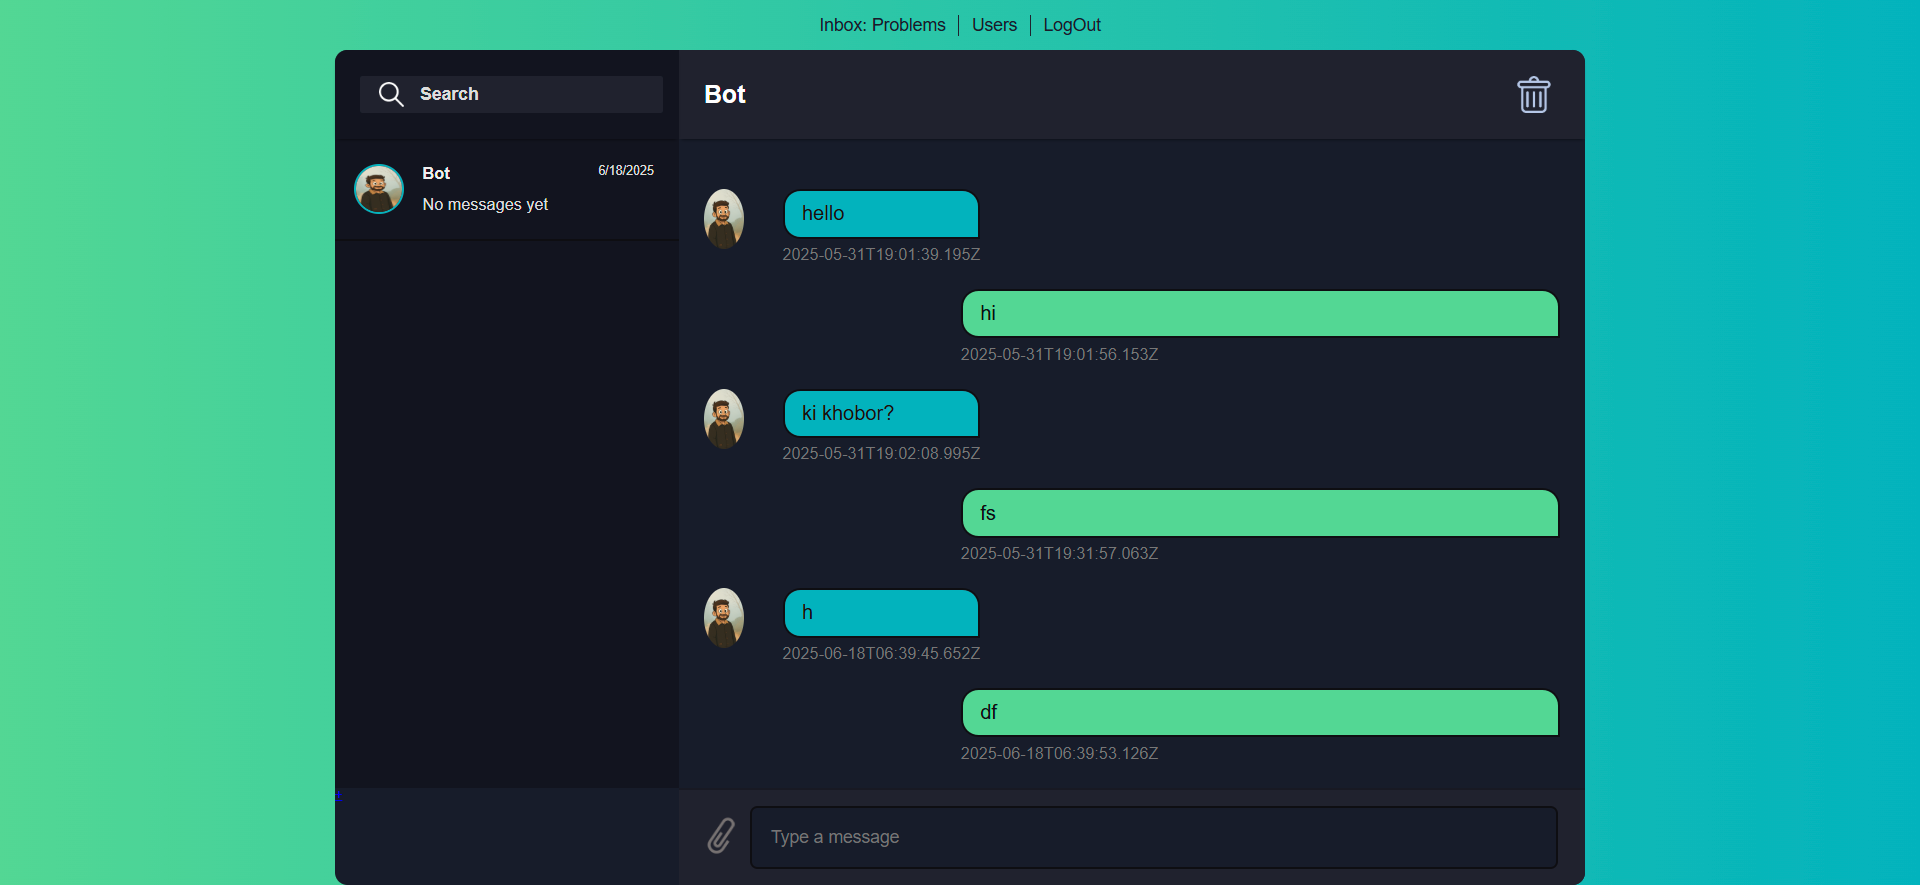 Inbox: Problems | Users | LogOut
Search
Bot
6/18/2025
No messages yet
Bot
hello
2025-05-31T19:01:39.195Z
hi
2025-05-31T19:01:56.153Z
ki khobor?
2025-05-31T19:02:08.995Z
fs
2025-05-31T19:31:57.063Z
h
2025-06-18T06:39:45.652Z
df
2025-06-18T06:39:53.126Z
Type a message